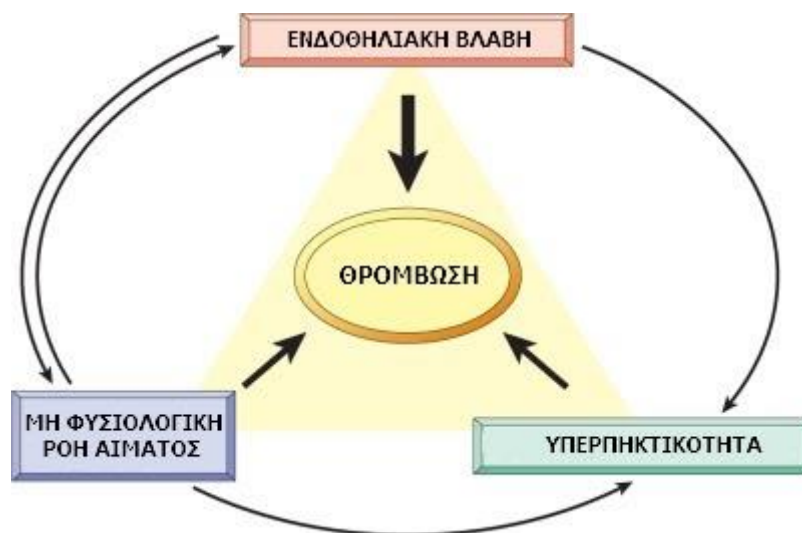 ΕΝΔΟΘΗΛΙΑΚΗ ΒΛΑΒΗ
ΘΡΟΜΒΩΣΗ
ΜΗ ΦΥΣΙΟΛΟΓΙΚΗ
ΡΟΗ ΑΙΜΑΤΟΣ
ΥΠΕΡΠΗΚΤΙΚΟΤΗΤΑ